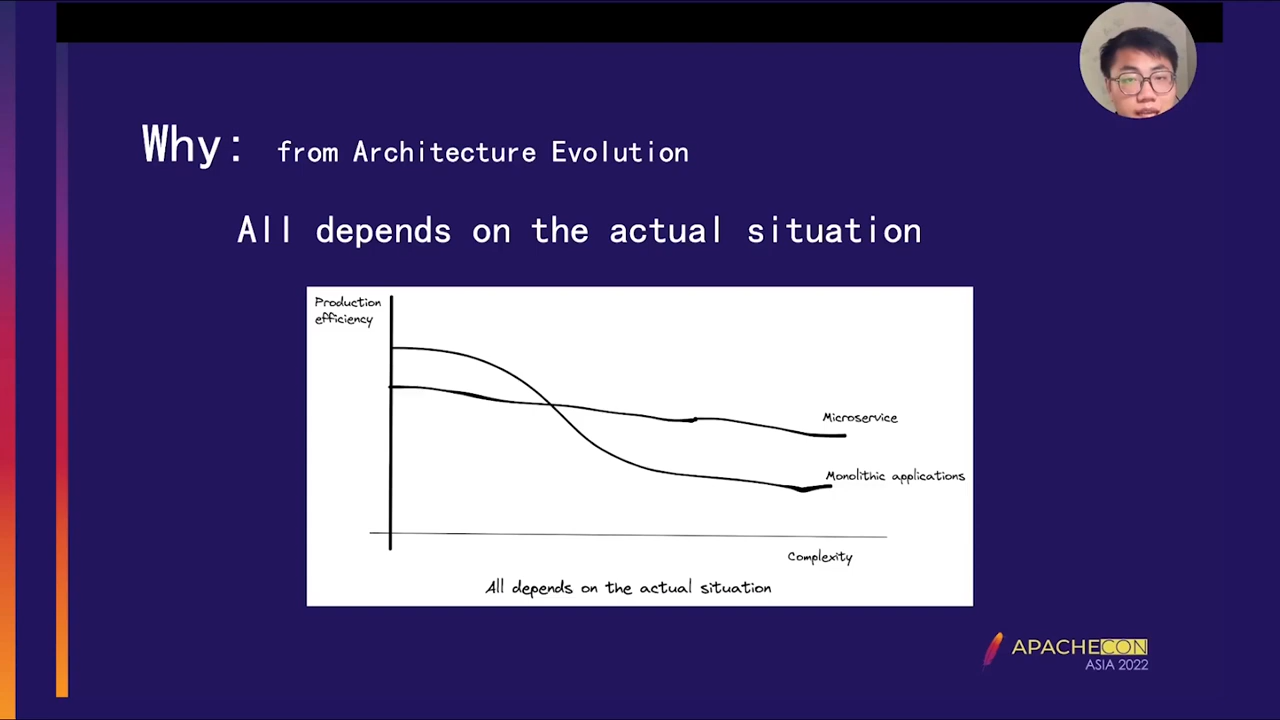 Why: from Architecture Evolution
All depends on the actual situation
Production
efficiency
Microservice
Monolithic applications
Complexity
All depends on the actual situation
APACHECON
ASIA 2022